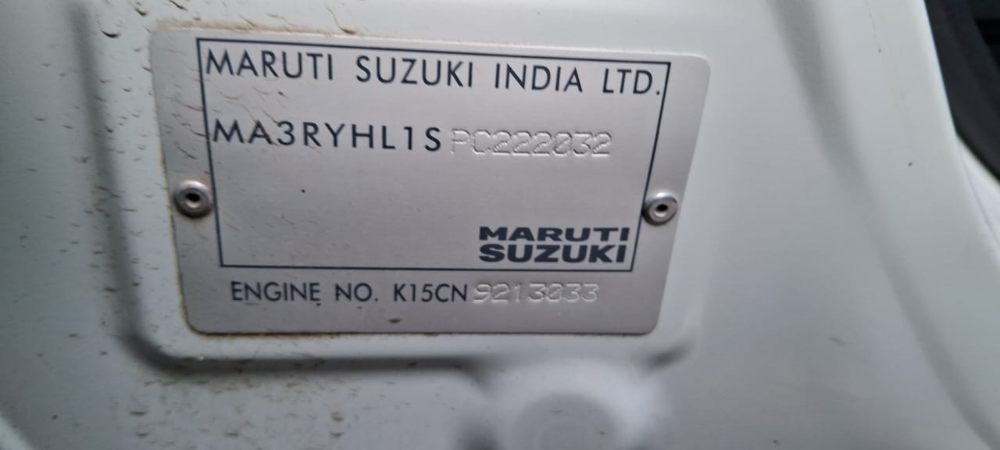 MARUTI SUZUKI INDIA LTD.
MA3RYHL1SPC222032
MARUTI
SUZUKI
ENGINE NO. K15CN9213033